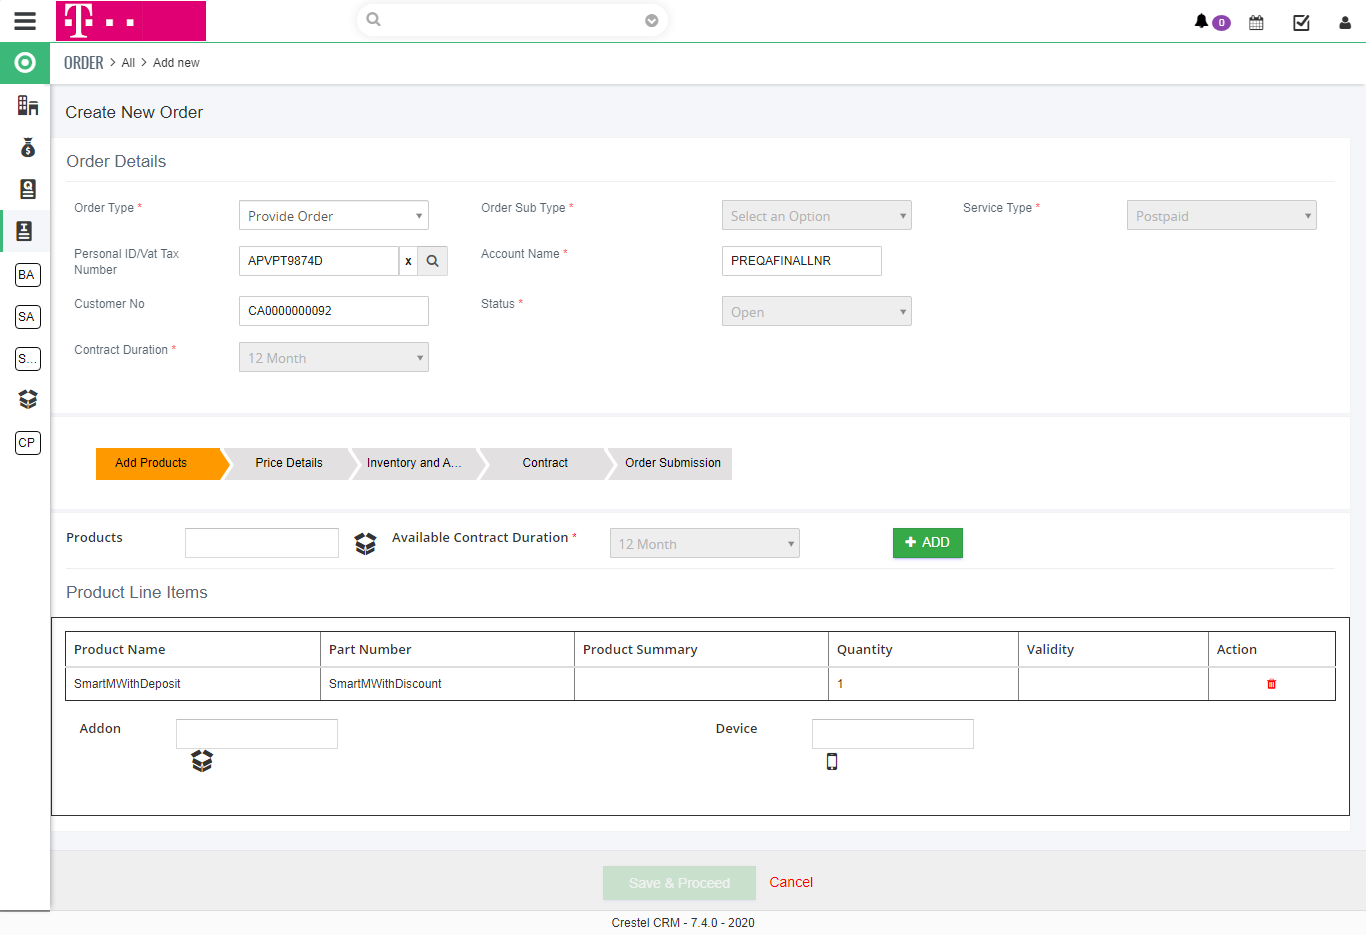 T
0
ORDER > All > Add new
Create New Order
Order Details
Order Type *
Provide Order
Order Sub Type *
Select an Option
Service Type *
Postpaid
Personal ID/Vat Tax
Number
APVPT9874D
x
Account Name *
PREQAFINALLNR
Customer No
CA0000000092
Status *
Open
Contract Duration *
12 Month
BA
SA
S...
CP
Add Products
Price Details
Inventory and A...
Contract
Order Submission
Products
Available Contract Duration *
12 Month
+ ADD
Product Line Items
Product Name
Part Number
Product Summary
Quantity
Validity
Action
SmartMWithDeposit
SmartMWithDiscount
1
Addon
Device
Save & Proceed
Cancel
Crestel CRM - 7.4.0 - 2020